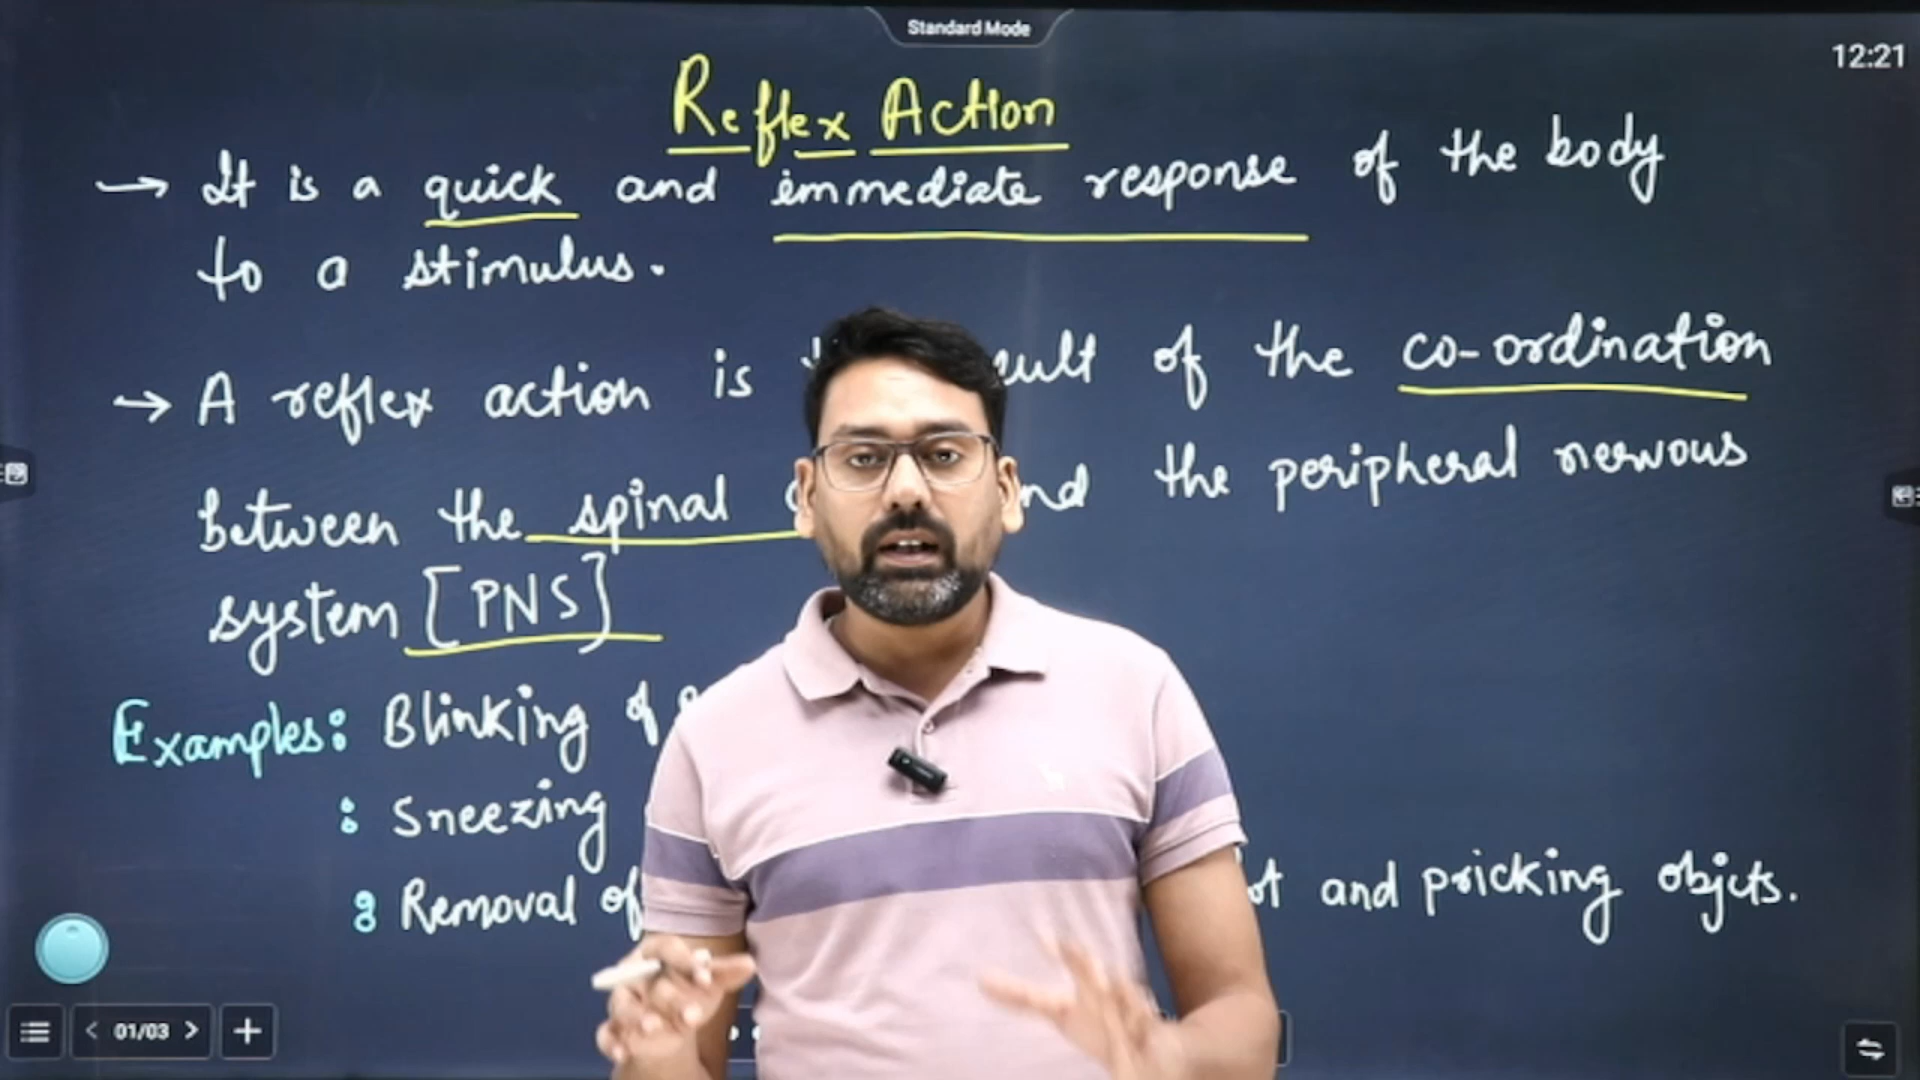 Standard Mode
12:21
Reflex Action
→ It is a quick and immediate response of the body
to a stimulus.
→ A reflex action is of the co-ordination
between the spinal the peripheral nervous
system [PNS]
Examples: Blinking of
: Sneezing
: Removal of and pricking objcts.
01/03